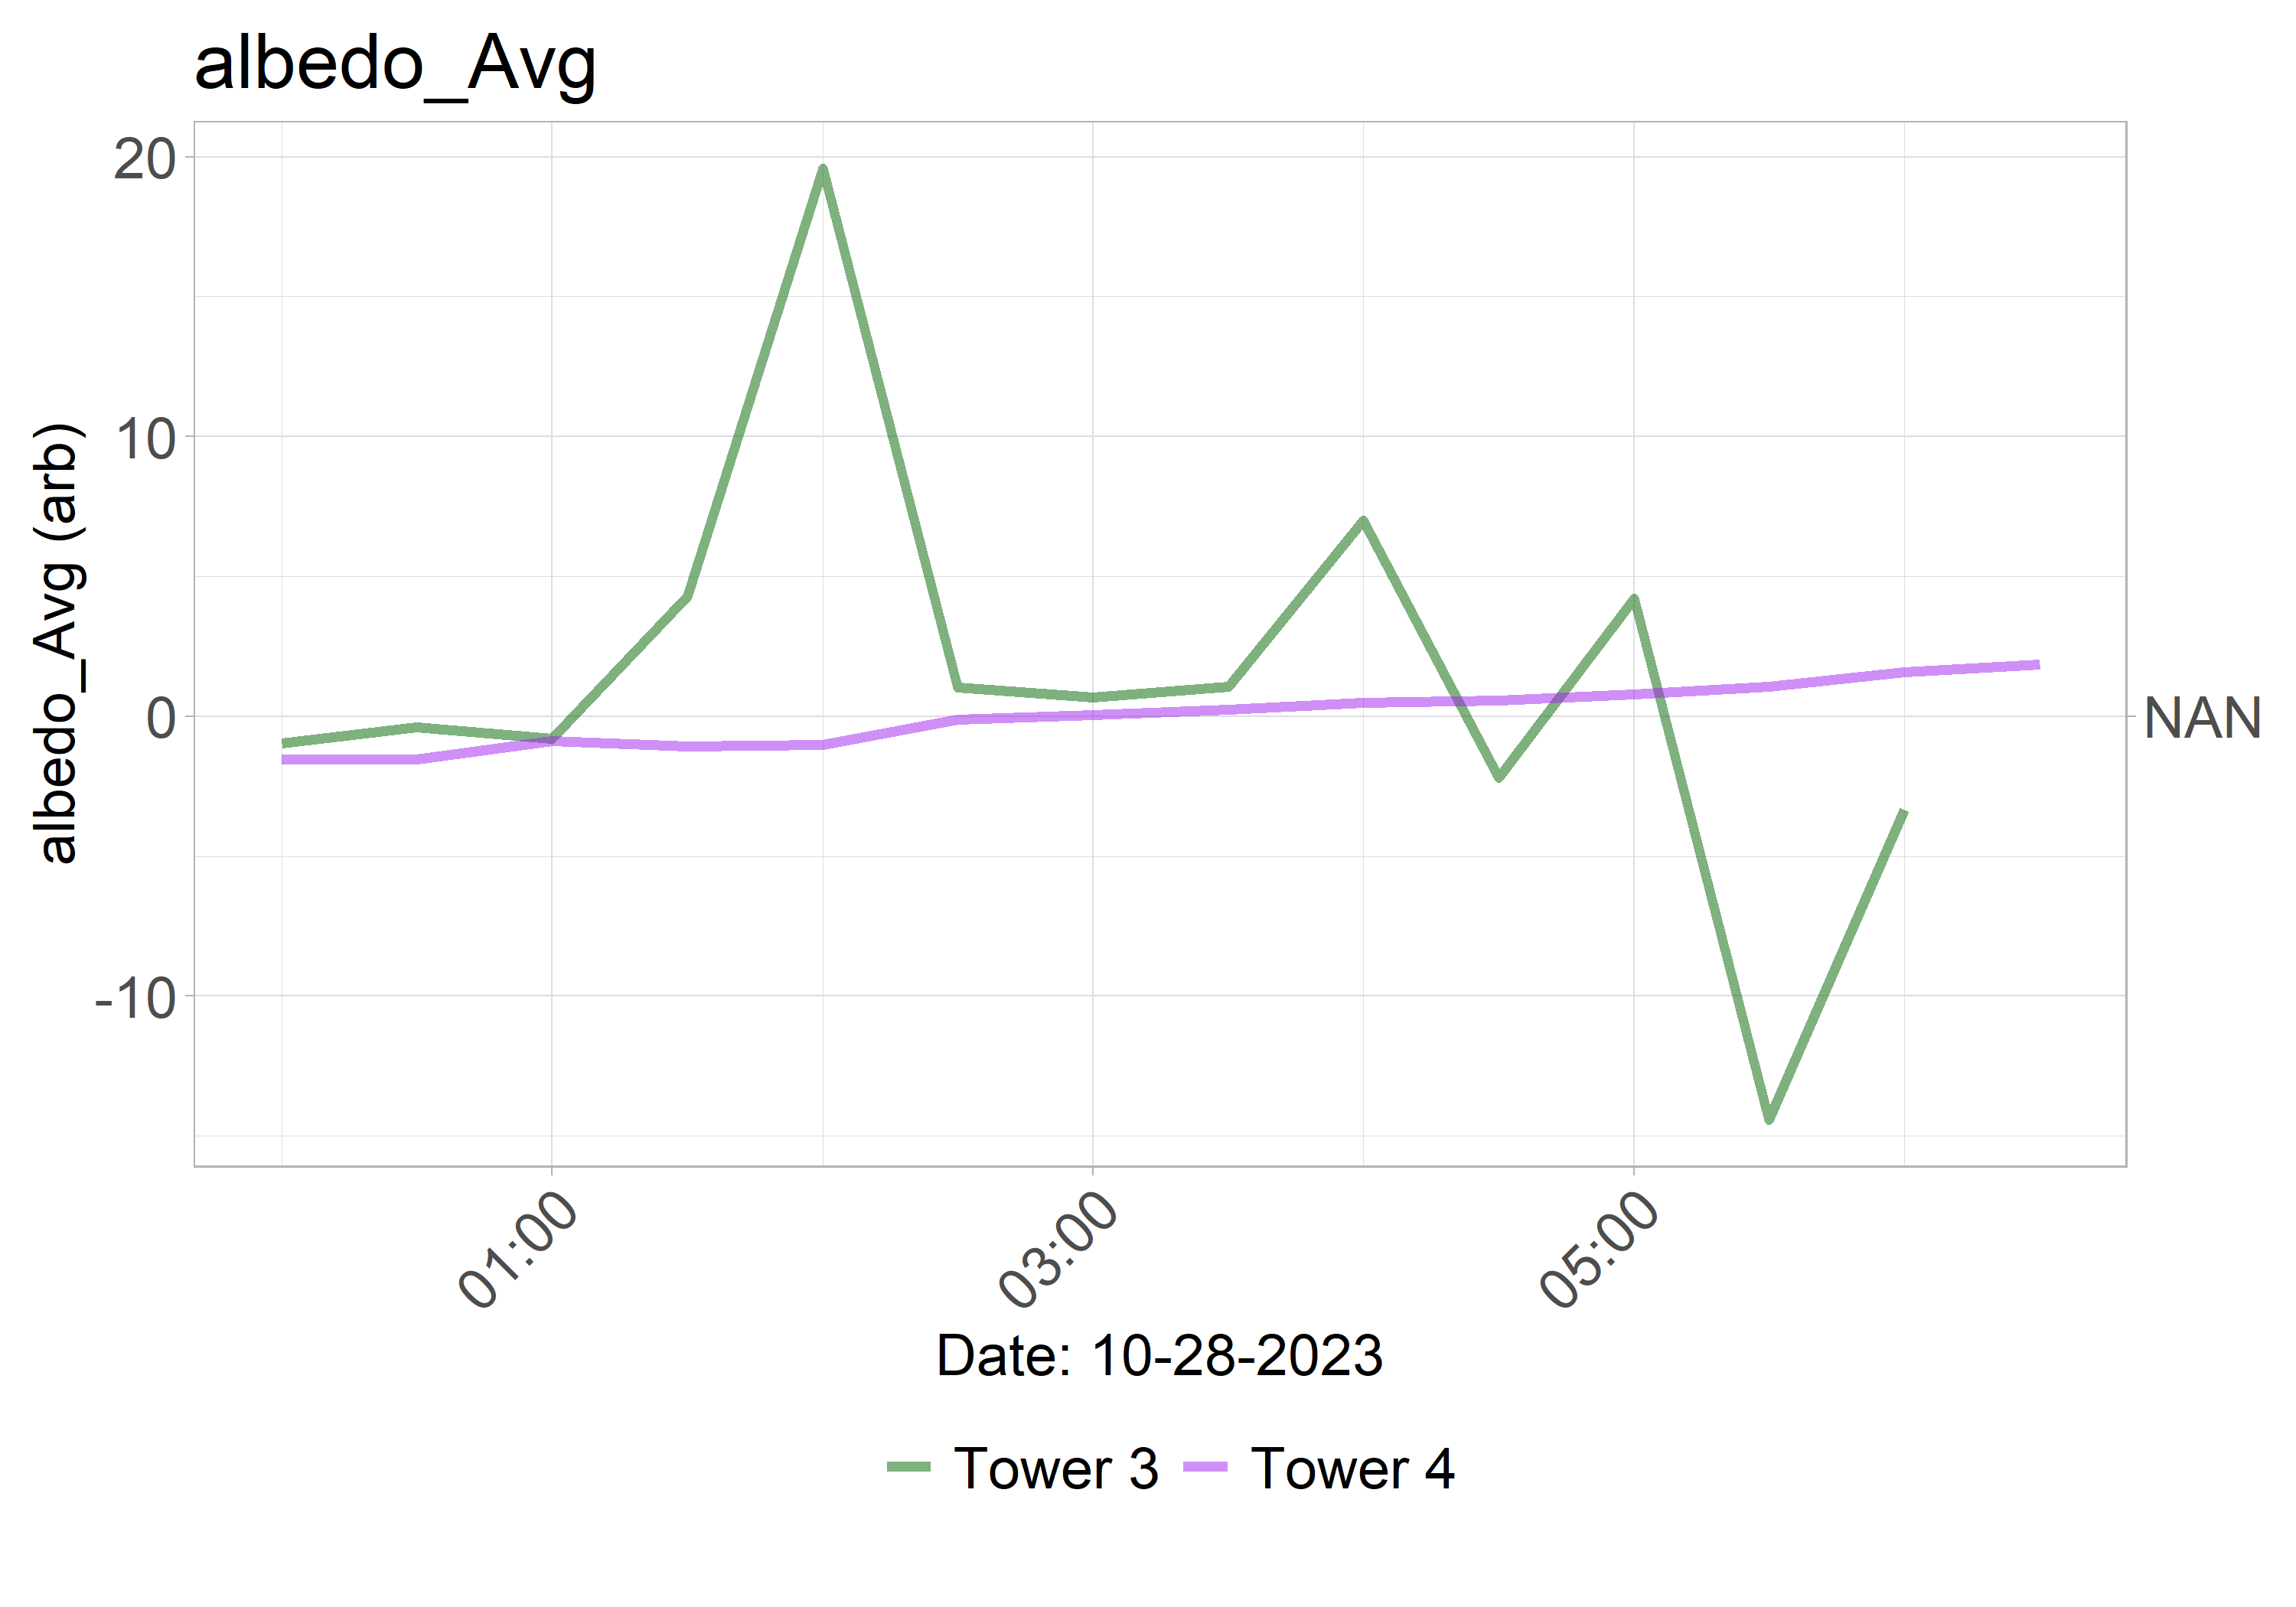 albedo_Avg
albedo_Avg (arb)
20
10
0
-10
NAN
01:00
03:00
05:00
Date: 10-28-2023
Tower 3
Tower 4